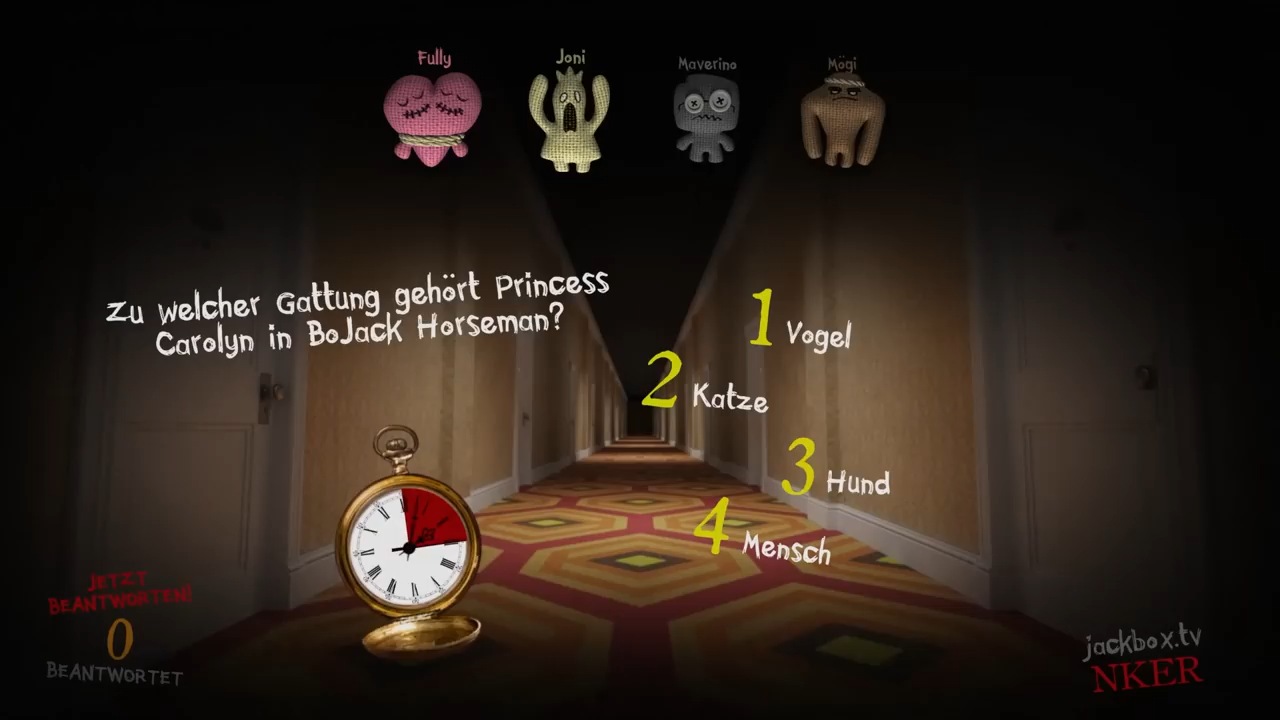 Fully
Joni
Maverino
Mögi
Zu welcher Gattung gehört Princess
Carolyn in BoJack Horseman?
1 Vogel
2 Katze
3 Hund
4 Mensch
JETZT
BEANTWORTEN!
0
BEANTWORTET
jackbox.tv
NKER